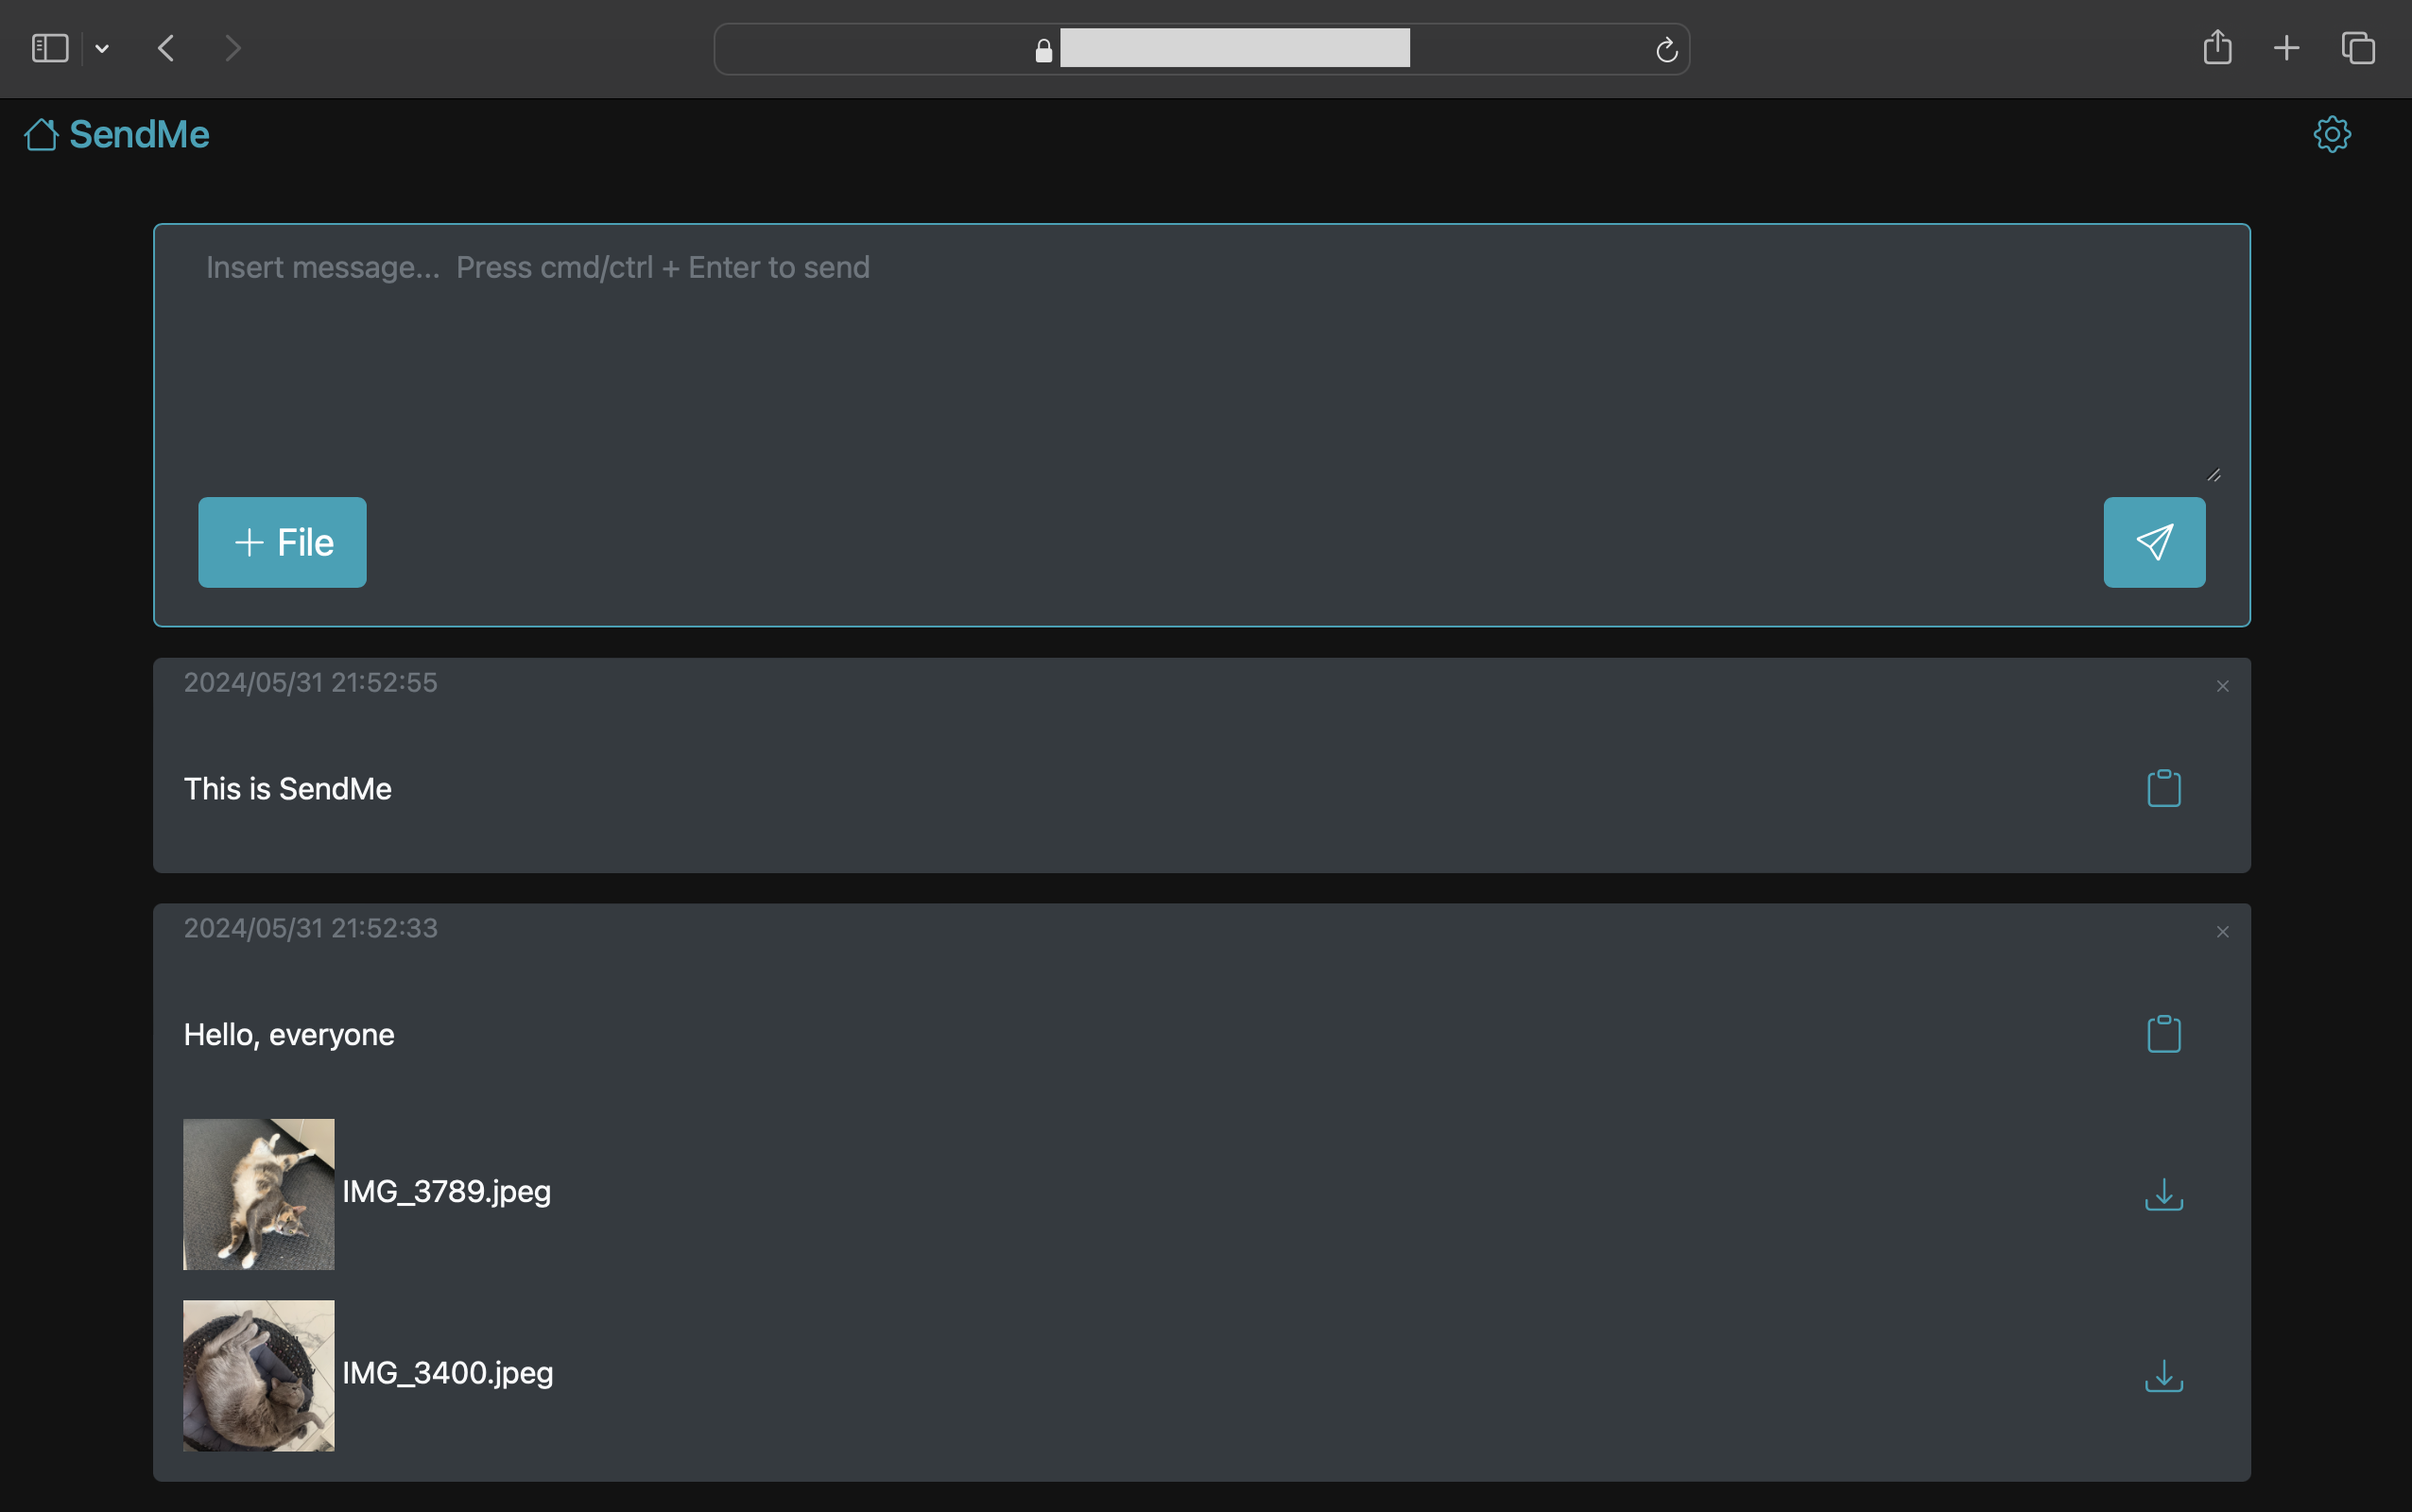 SendMe
Insert message...  Press cmd/ctrl + Enter to send
+ File
2024/05/31 21:52:55
This is SendMe
2024/05/31 21:52:33
Hello, everyone
IMG_3789.jpeg
IMG_3400.jpeg